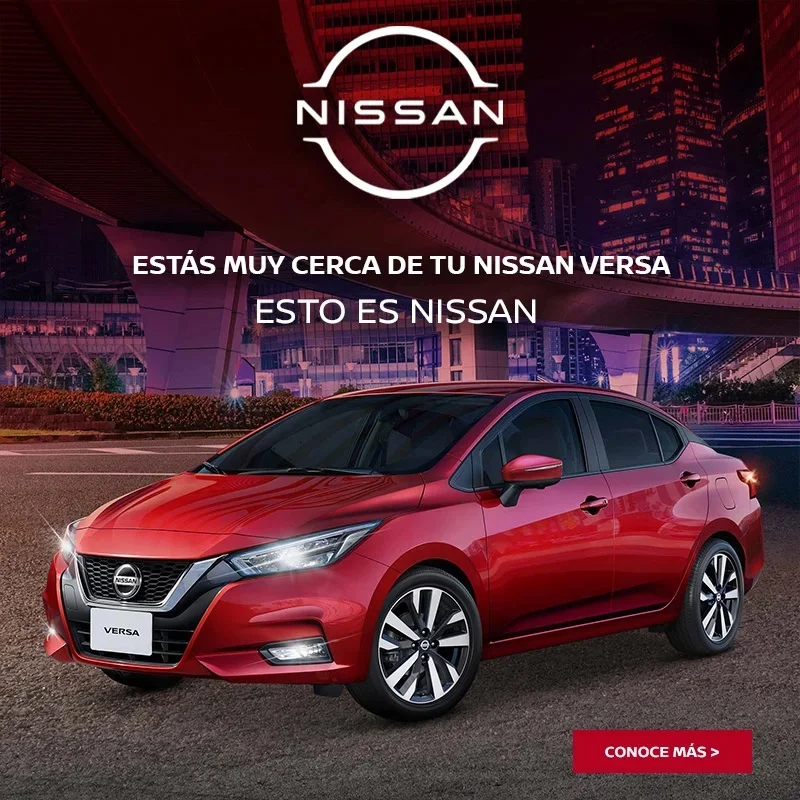 NISSAN
ESTÁS MUY CERCA DE TU NISSAN VERSA
ESTO ES NISSAN
NISSAN
VERSA
CONOCE MÁS >